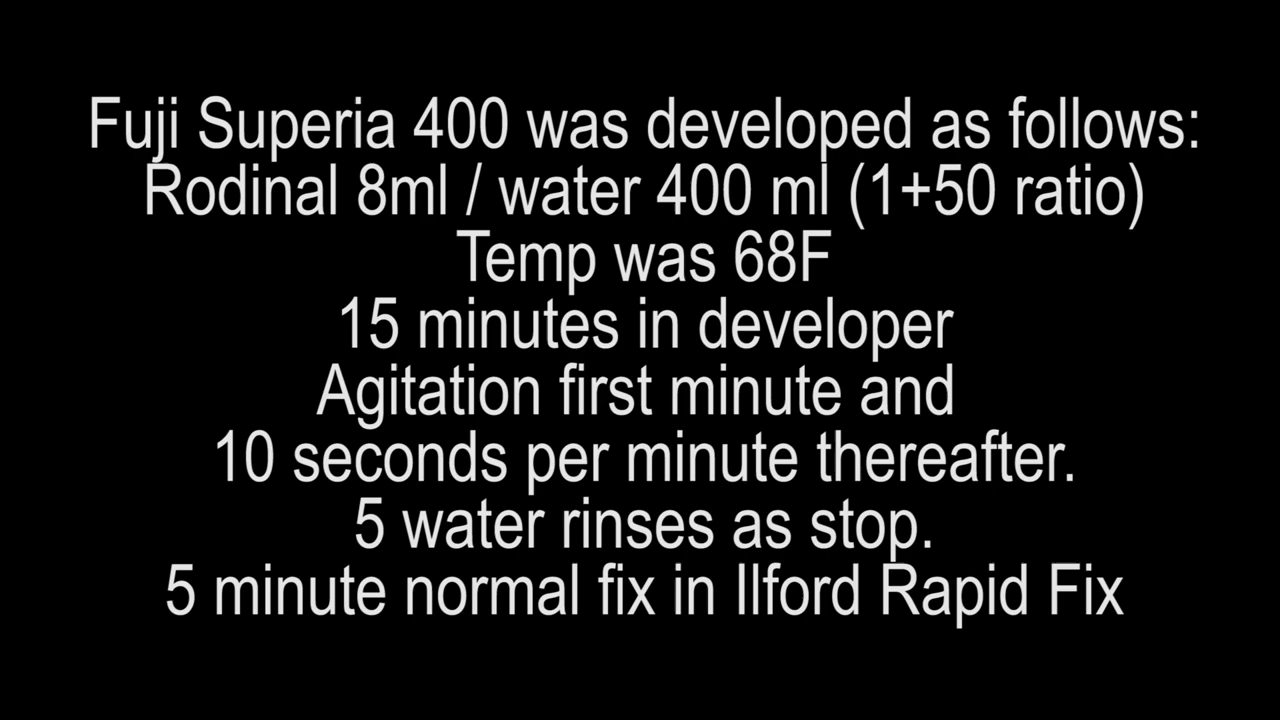 Fuji Superia 400 was developed as follows:
Rodinal 8ml / water 400 ml (1+50 ratio)
Temp was 68F
15 minutes in developer
Agitation first minute and
10 seconds per minute thereafter.
5 water rinses as stop.
5 minute normal fix in Ilford Rapid Fix